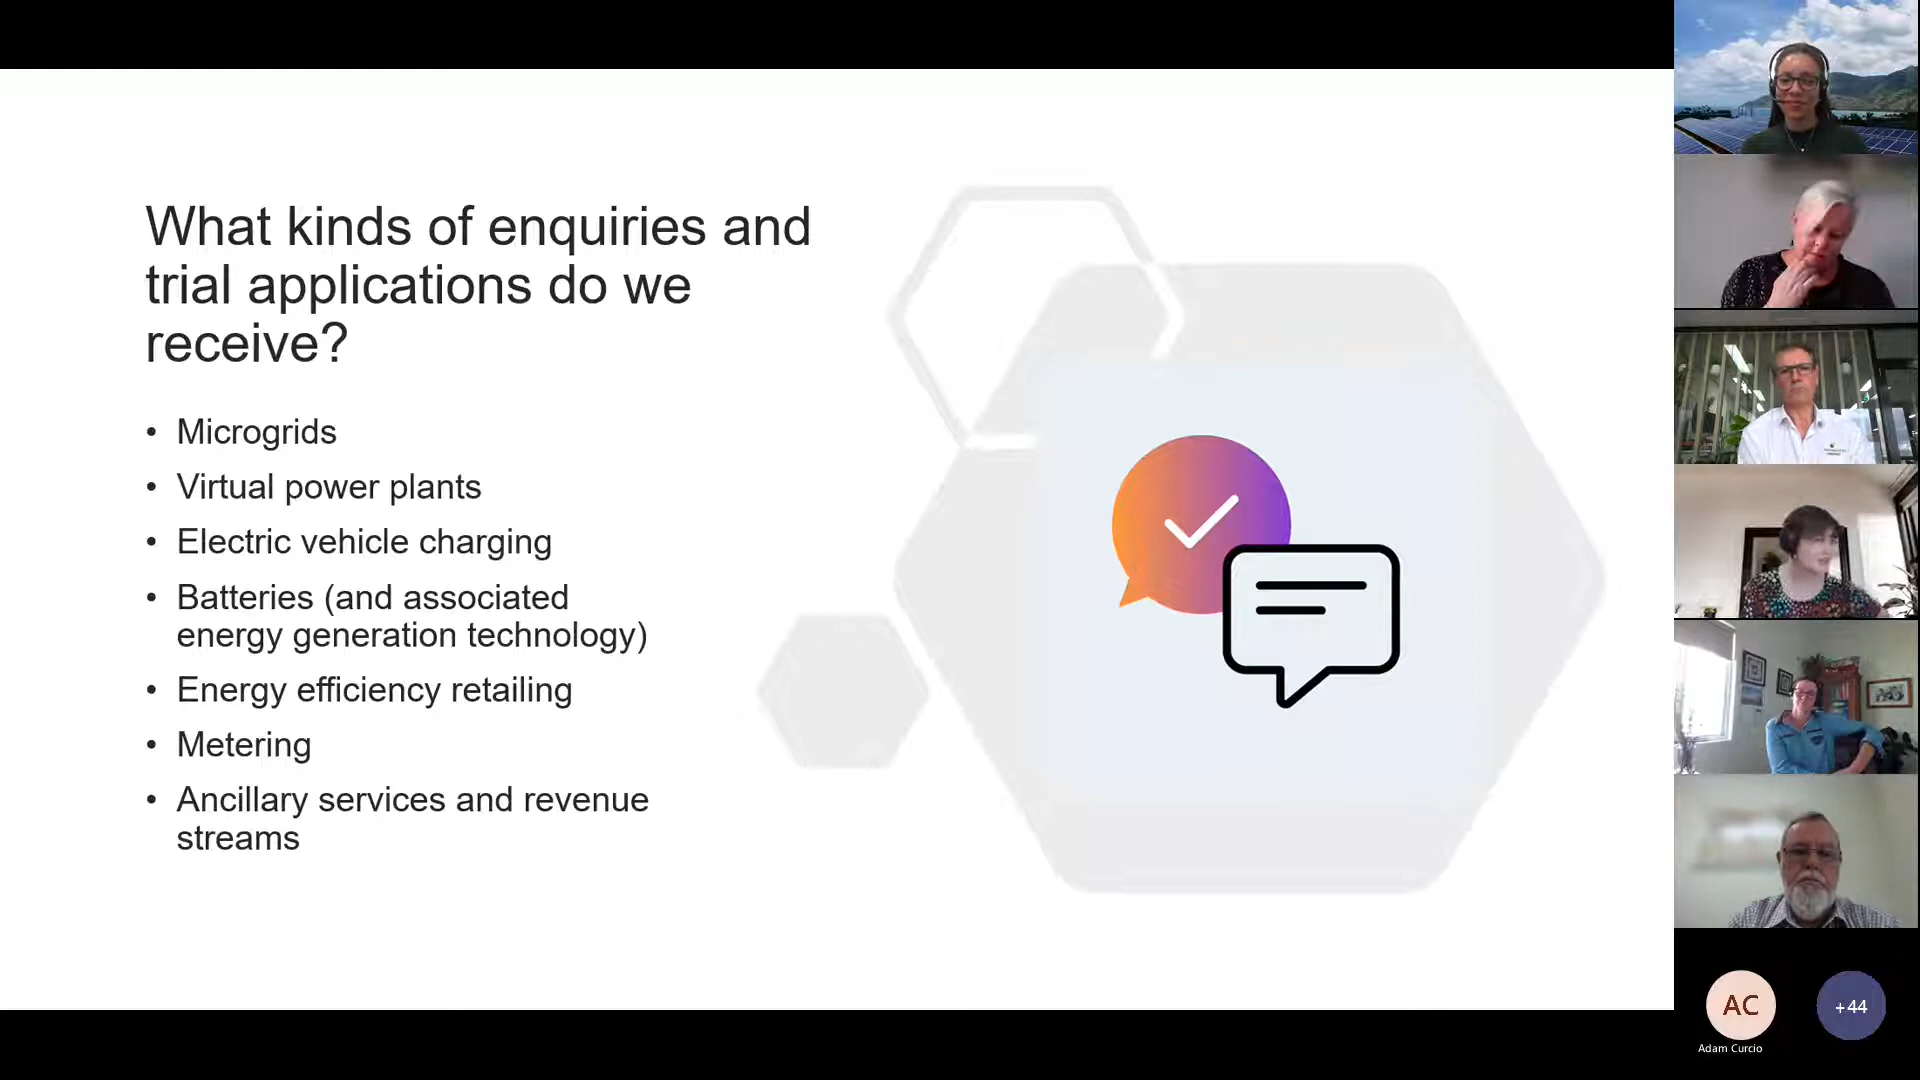 What kinds of enquiries and
trial applications do we
receive?
• Microgrids
• Virtual power plants
• Electric vehicle charging
• Batteries (and associated
energy generation technology)
• Energy efficiency retailing
• Metering
• Ancillary services and revenue
streams
AC
+44
Adam Curcio